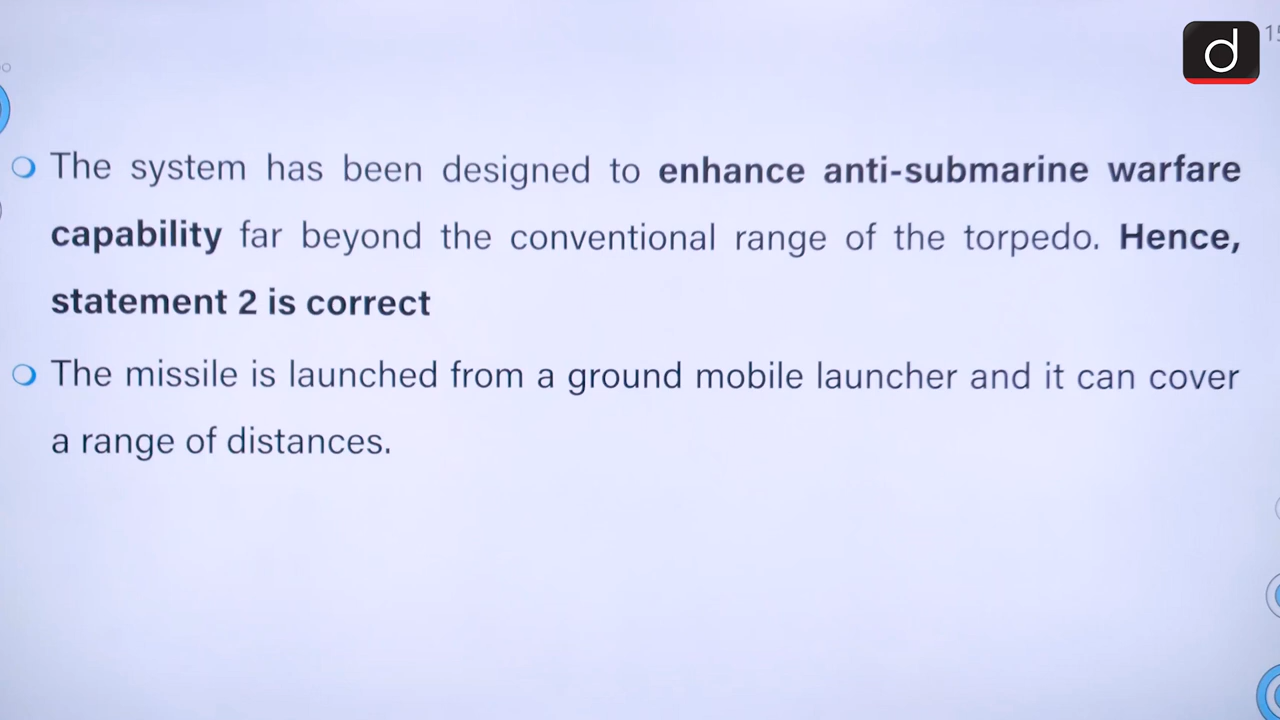 15
The system has been designed to enhance anti-submarine warfare
capability far beyond the conventional range of the torpedo. Hence,
statement 2 is correct
The missile is launched from a ground mobile launcher and it can cover
a range of distances.